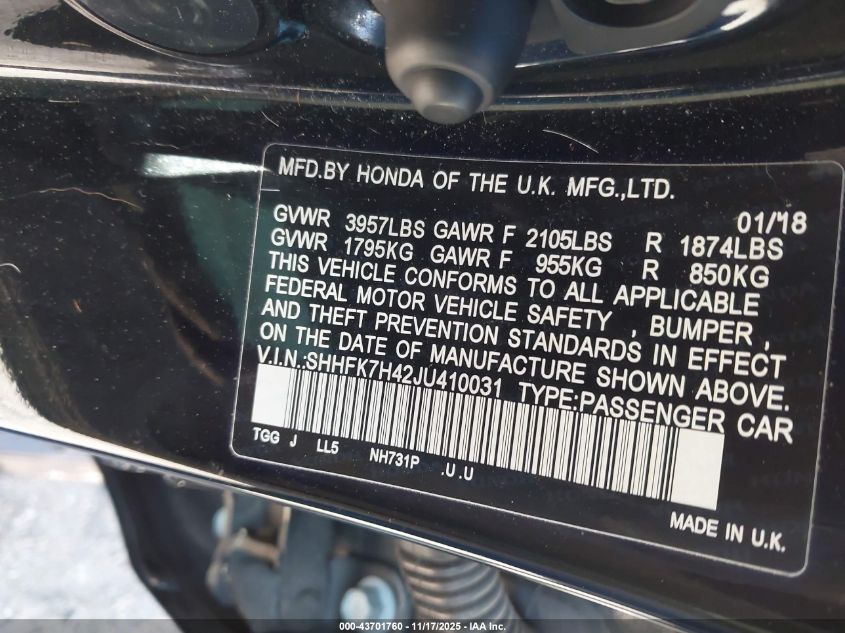 MFD.BY HONDA OF THE U.K. MFG.,LTD.
01/'18
GVWR 3957LBS GAWR F 2105LBS R 1874LBS
GVWR 1795KG GAWR F 955KG R 850KG
THIS VEHICLE CONFORMS TO ALL APPLICABLE
FEDERAL MOTOR VEHICLE SAFETY , BUMPER ,
AND THEFT PREVENTION STANDARDS IN EFFECT
ON THE DATE OF MANUFACTURE SHOWN ABOVE.
V.I.N.:SHHFK7H42JU410031 TYPE:PASSENGER CAR
TGG J LL5 NH731P .U.U
MADE IN U.K.
000-43701760 - 11/17/2025 - IAA Inc.